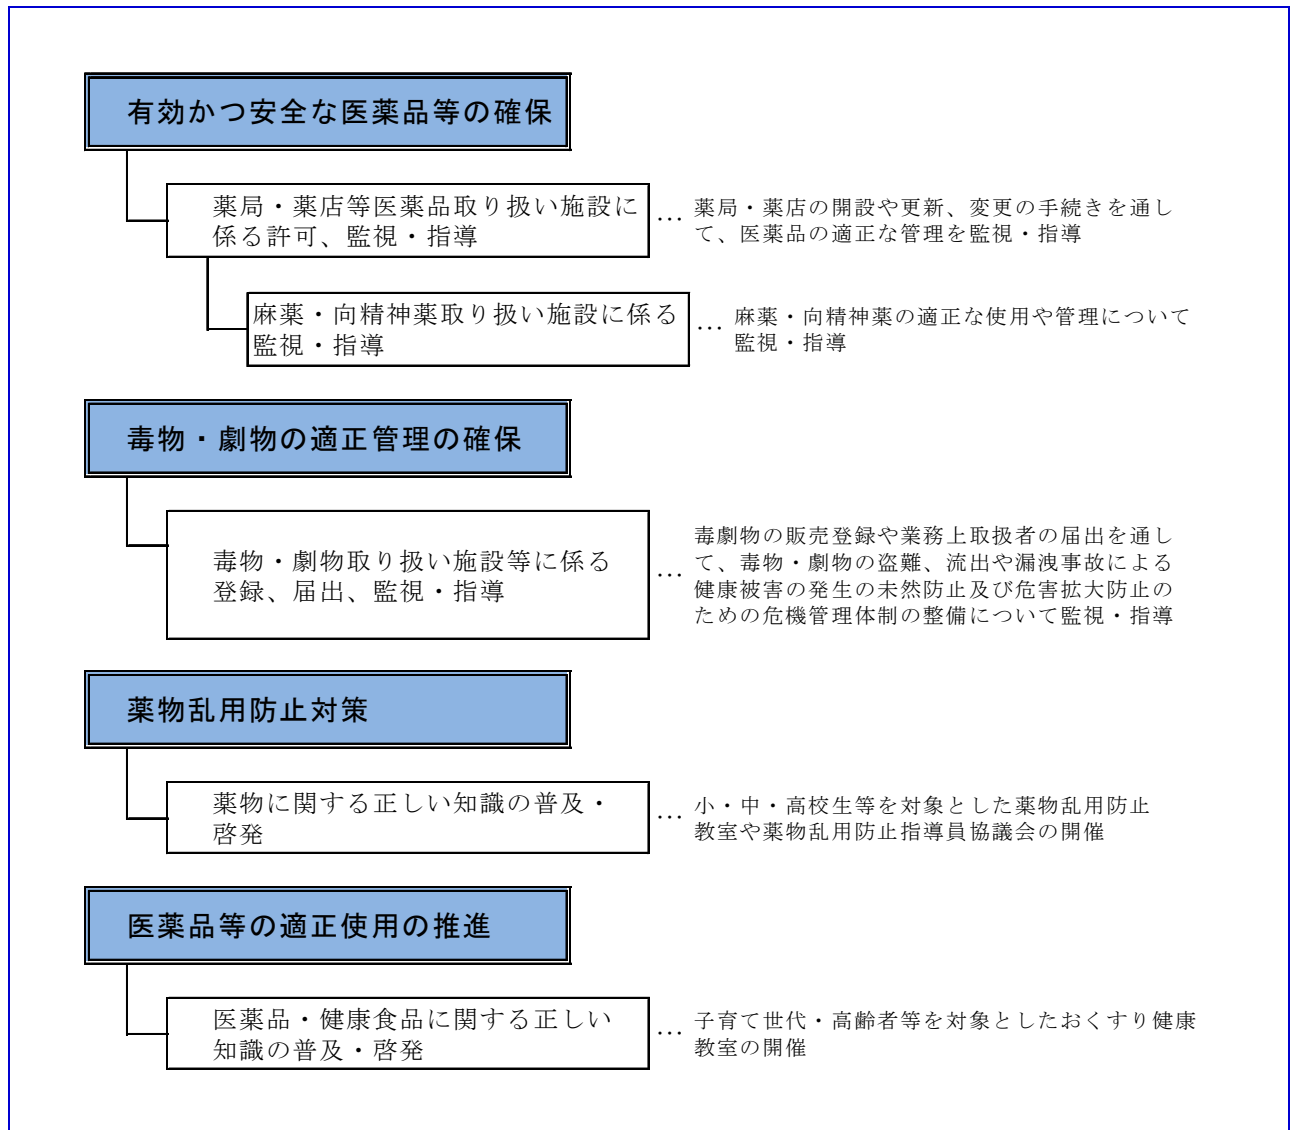 有効かつ安全な医薬品等の確保
薬局・薬店等医薬品取り扱い施設に
係る許可、監視・指導
… 薬局・薬店の開設や更新、変更の手続きを通し
て、医薬品の適正な管理を監視・指導
麻薬・向精神薬取り扱い施設に係る
監視・指導
… 麻薬・向精神薬の適正な使用や管理について
監視・指導
毒物・劇物の適正管理の確保
毒物・劇物取り扱い施設等に係る
登録、届出、監視・指導
…
毒劇物の販売登録や業務上取扱者の届出を通し
て、毒物・劇物の盗難、流出や漏洩事故による
健康被害の発生の未然防止及び危害拡大防止の
ための危機管理体制の整備について監視・指導
薬物乱用防止対策
薬物に関する正しい知識の普及・
啓発
… 小・中・高校生等を対象とした薬物乱用防止
教室や薬物乱用防止指導員協議会の開催
医薬品等の適正使用の推進
医薬品・健康食品に関する正しい
知識の普及・啓発
… 子育て世代・高齢者等を対象としたおくすり健康
教室の開催